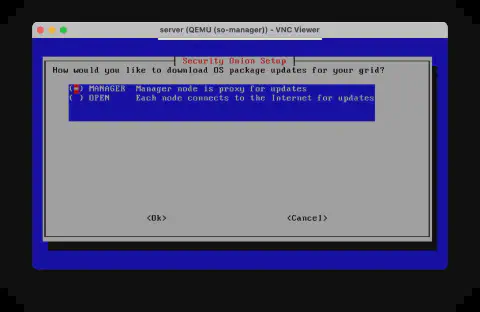 server (QEMU (so-manager)) - VNC Viewer
Security Onion Setup
How would you like to download OS package updates for your grid?
(*) MANAGER  Manager node is proxy for updates
( ) OPEN     Each node connects to the Internet for updates
<Ok>
<Cancel>